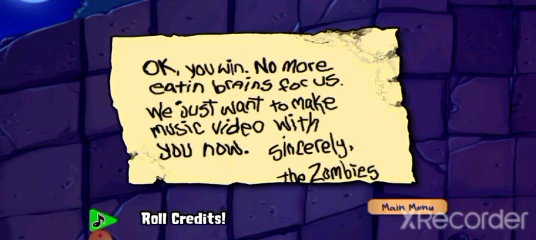 OK, you win. No more
eatin brains for us.
We just want to make
music video with
you now. sincerely,
the Zombies
Roll Credits!
Main Menu
XRecorder